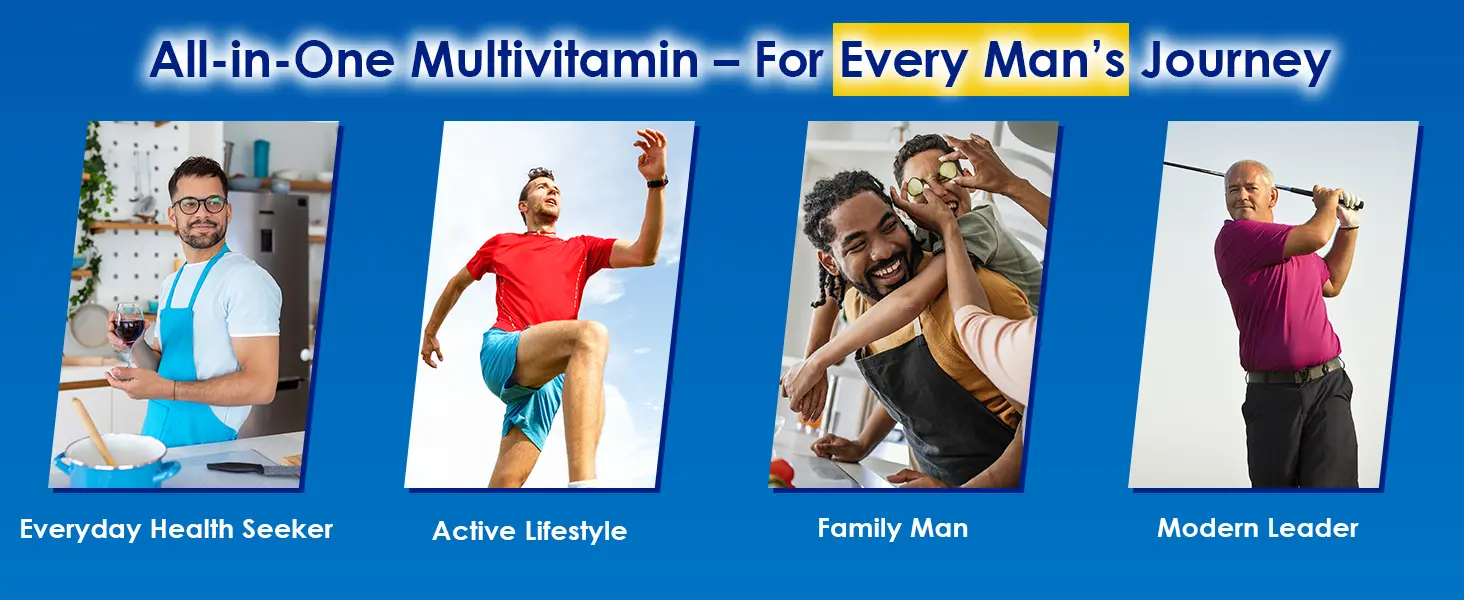 All-in-One Multivitamin – For Every Man’s Journey
Everyday Health Seeker
Active Lifestyle
Family Man
Modern Leader